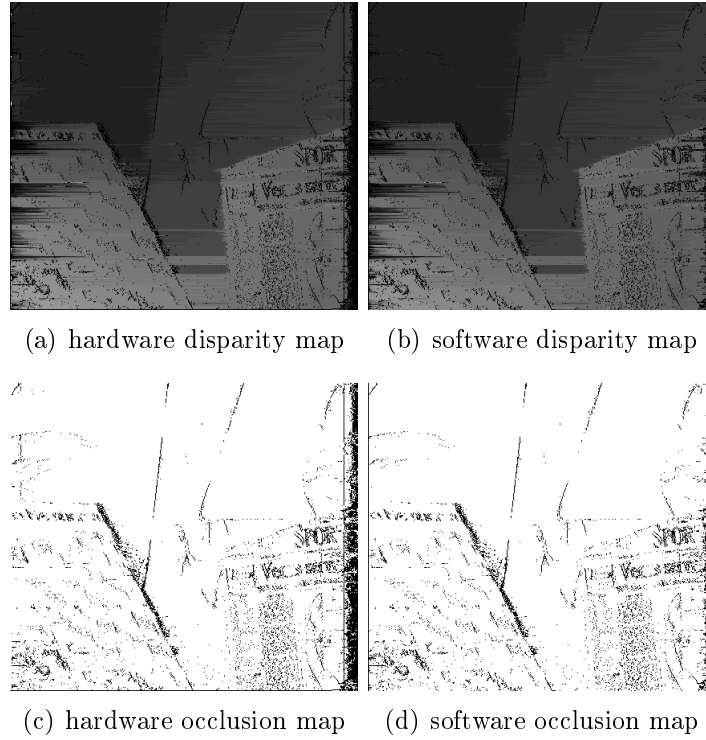 (a) hardware disparity map
(b) software disparity map
(c) hardware occlusion map
(d) software occlusion map